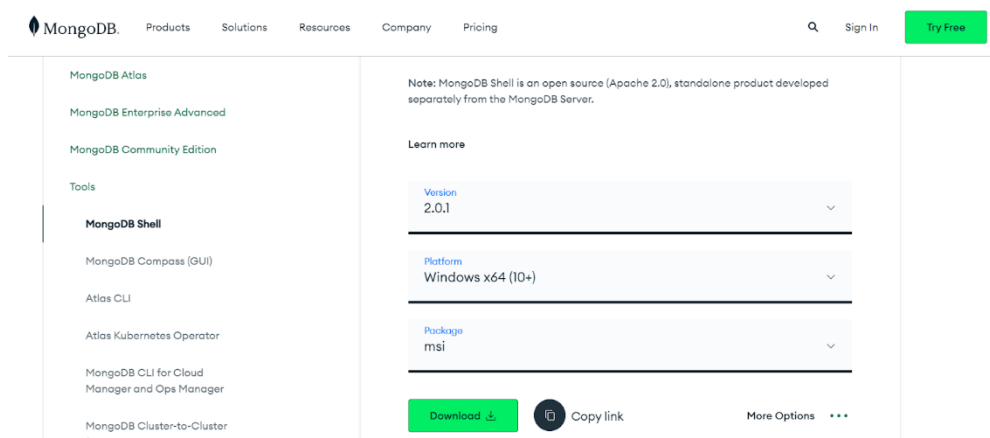 MongoDB. Products Solutions Resources Company Pricing Sign In Try Free
MongoDB Atlas
MongoDB Enterprise Advanced
MongoDB Community Edition
Tools
MongoDB Shell
MongoDB Compass (GUI)
Atlas CLI
Atlas Kubernetes Operator
MongoDB CLI for Cloud
Manager and Ops Manager
MongoDB Cluster-to-Cluster
Note: MongoDB Shell is an open source (Apache 2.0), standalone product developed
separately from the MongoDB Server.
Learn more
Version
2.0.1
Platform
Windows x64 (10+)
Package
msi
Download Copy link More Options